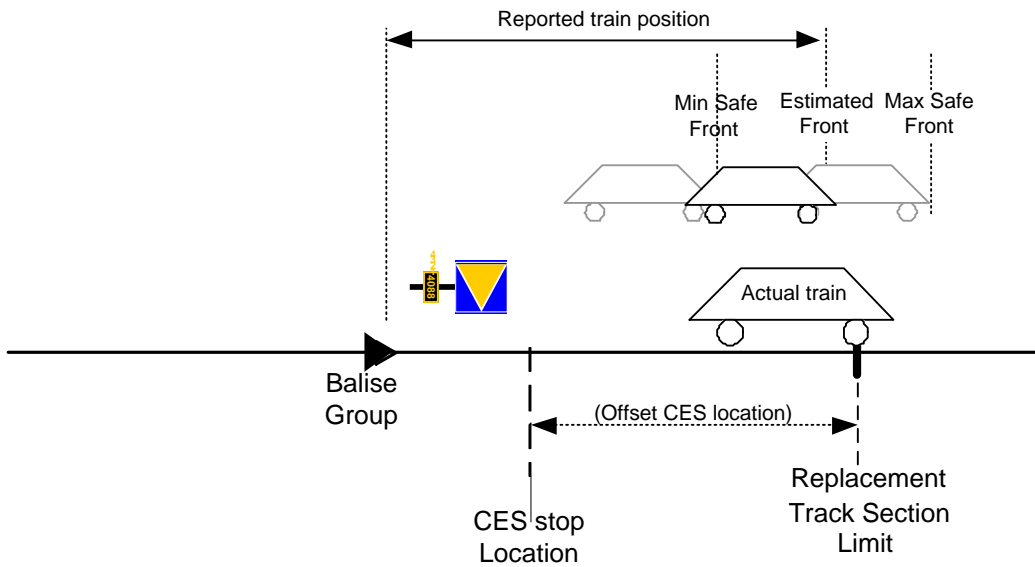 Reported train position
Min Safe
Front
Estimated
Front
Max Safe
Front
4088
Actual train
Balise
Group
(Offset CES location)
CES stop
Location
Replacement
Track Section
Limit